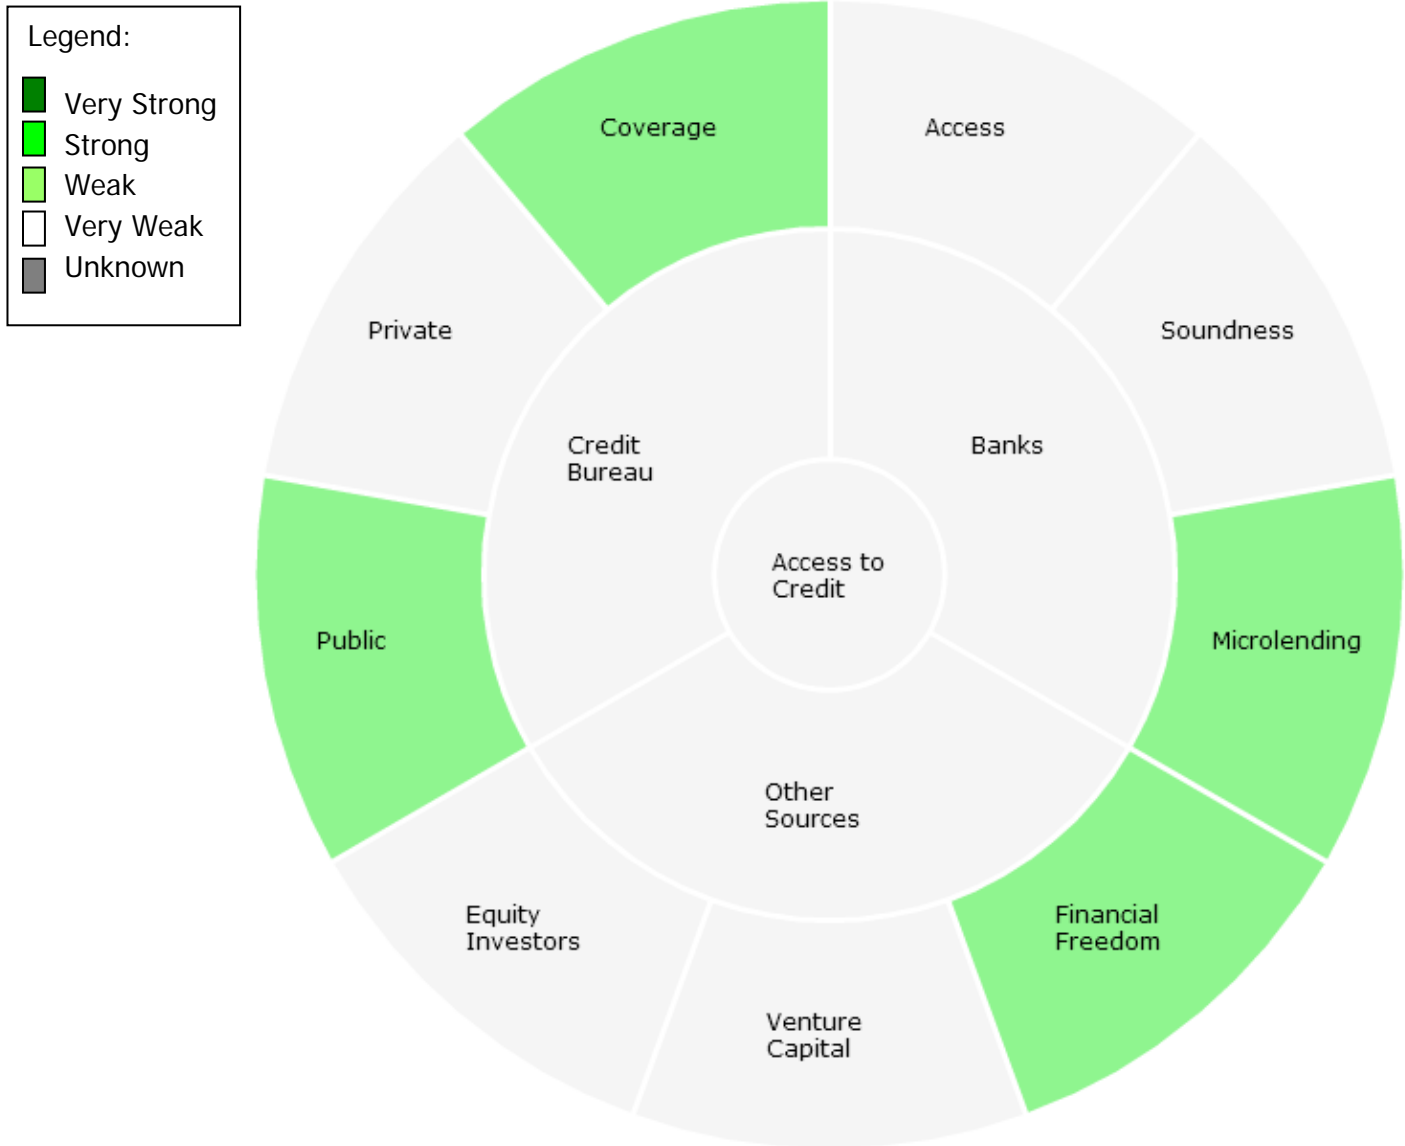 Legend:
Very Strong
Strong
Weak
Very Weak
Unknown
Coverage
Access
Private
Soundness
Credit
Bureau
Banks
Access to
Credit
Public
Microlending
Other
Sources
Equity
Investors
Financial
Freedom
Venture
Capital